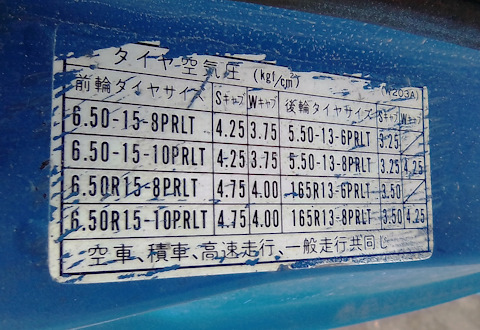 タイヤ空気圧 (kgf/cm²) (W203A)
前輪タイヤサイズ Sキャブ Wキャブ 後輪タイヤサイズ Sキャブ Wキャブ
6.50-15-8PRLT 4.25 3.75 5.50-13-6PRLT 3.25
6.50-15-10PRLT 4.25 3.75 5.50-13-8PRLT 3.25 4.25
6.50R15-8PRLT 4.75 4.00 165R13-6PRLT 3.50
6.50R15-10PRLT 4.75 4.00 165R13-8PRLT 3.50 4.25
空車、積車、高速走行、一般走行共同じ